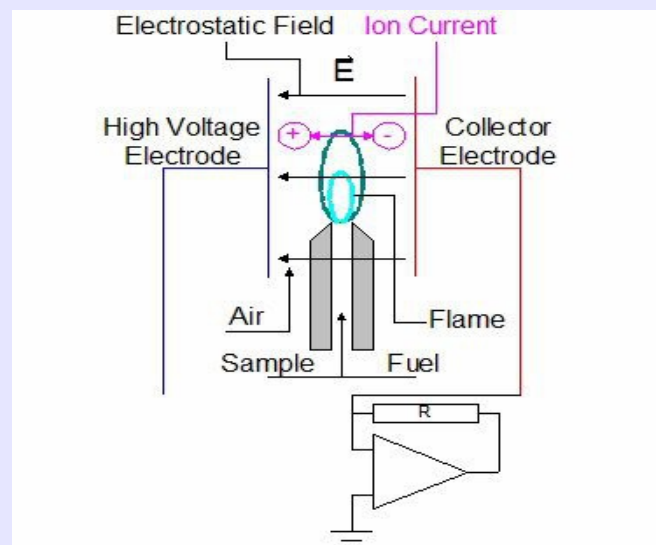 Electrostatic Field Ion Current
E
High Voltage
Electrode
+
-
Collector
Electrode
Air
Flame
Sample Fuel
R